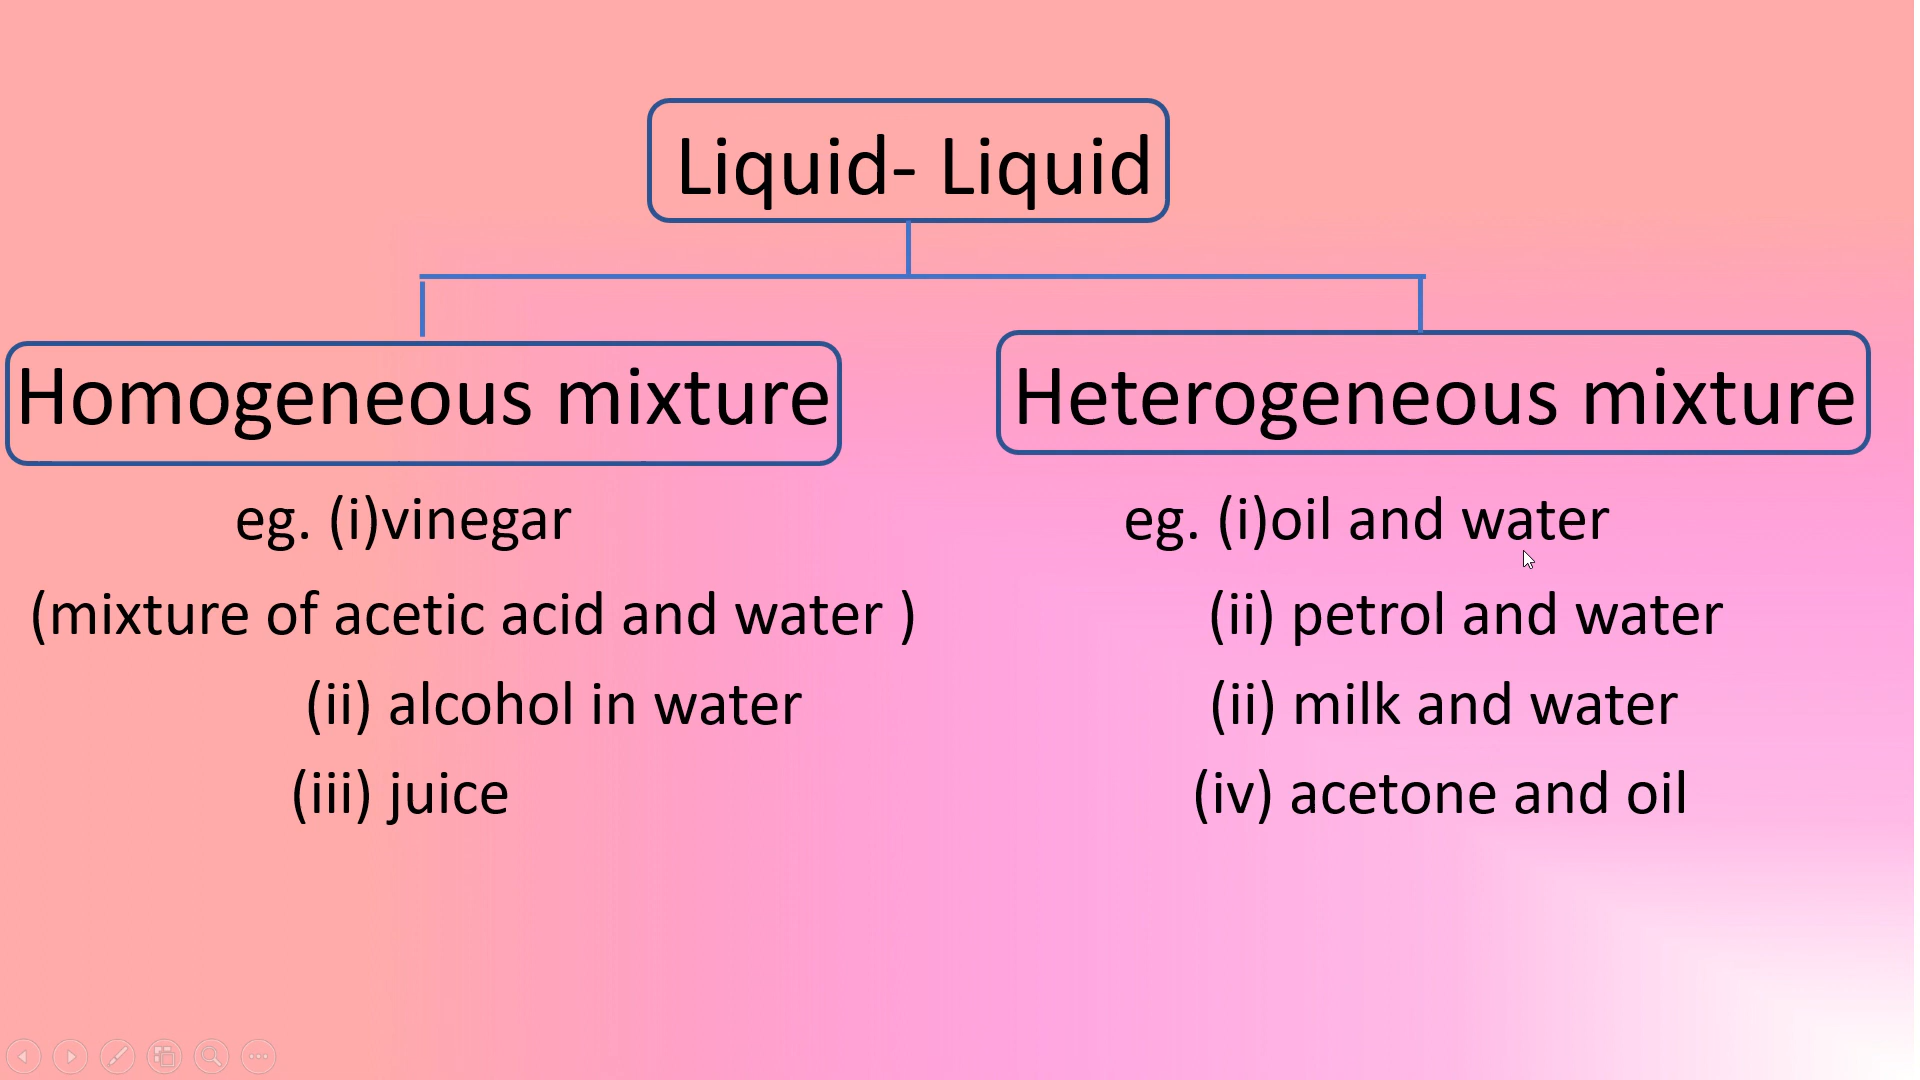 Liquid- Liquid
Homogeneous mixture
eg. (i)vinegar
(mixture of acetic acid and water )
(ii) alcohol in water
(iii) juice
Heterogeneous mixture
eg. (i)oil and water
(ii) petrol and water
(ii) milk and water
(iv) acetone and oil